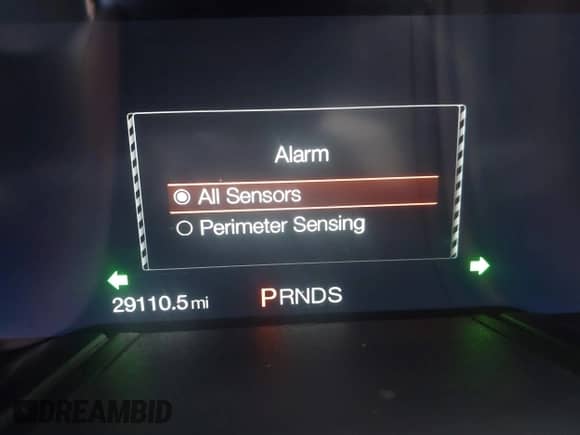 Alarm
All Sensors
Perimeter Sensing
29110.5 mi
PRNDS
DREAMBID